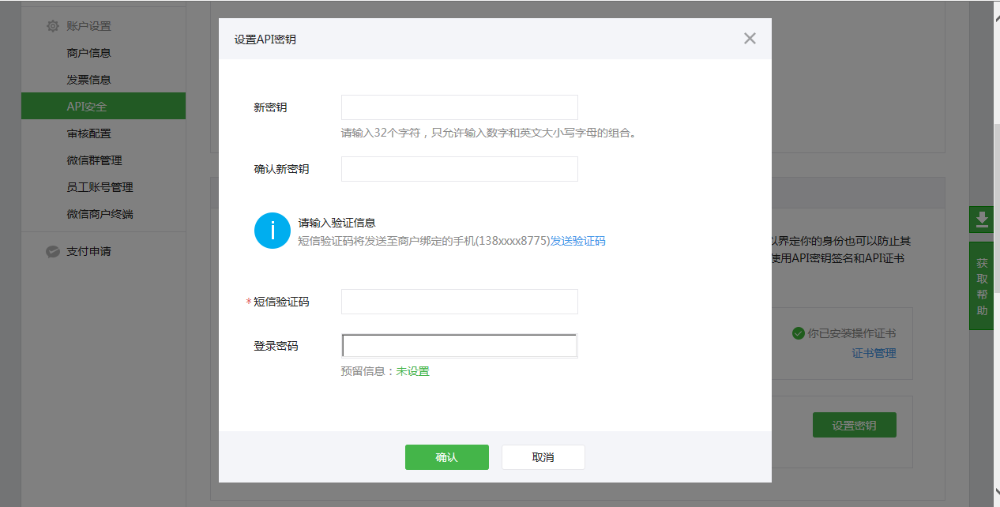 账户设置
商户信息
发票信息
API安全
审核配置
微信群管理
员工账号管理
微信商户终端
支付申请
设置API密钥
新密钥
请输入32个字符，只允许输入数字和英文大小写字母的组合。
确认新密钥
请输入验证信息
短信验证码将发送至商户绑定的手机(138xxxx8775)发送验证码
*短信验证码
登录密码
预留信息：未设置
确认
取消
以界定你的身份也可以防止其
使用API密钥签名和API证书
你已安装操作证书
证书管理
设置密钥
获
取
帮
助